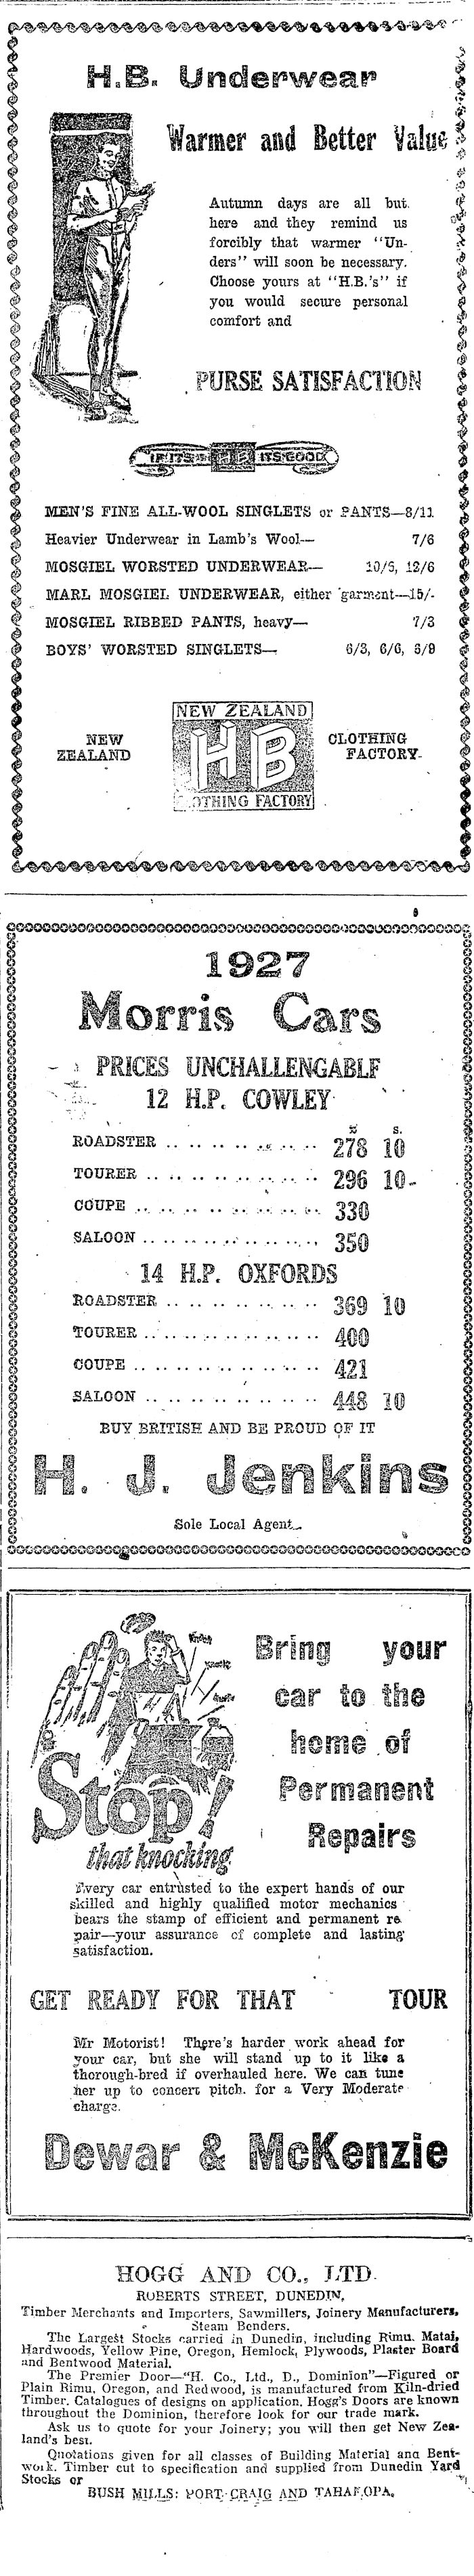 H.B. Underwear
Warmer and Better Value
Autumn days are all but
here and they remind us
forcibly that warmer "Un-
ders" will soon be necessary.
Choose yours at "H.B.'s" if
you would secure personal
comfort and
PURSE SATISFACTION
IF IT'S HB IT'S GOOD
MEN'S FINE ALL-WOOL SINGLETS or PANTS—8/11
Heavier Underwear in Lamb's Wool— 7/6
MOSGIEL WORSTED UNDERWEAR— 10/6, 12/6
MARL MOSGIEL UNDERWEAR, either garment—15/-
MOSGIEL RIBBED PANTS, heavy— 7/3
BOYS' WORSTED SINGLETS— 6/3, 6/6, 6/9
NEW ZEALAND
HB
CLOTHING FACTORY
NEW
ZEALAND
CLOTHING
FACTORY
1927
Morris Cars
PRICES UNCHALLENGABLE
12 H.P. COWLEY
£ s.
ROADSTER .. .. .. .. .. .. .. 278 10
TOURER .. .. .. .. .. .. .. .. 296 10
COUPE .. .. .. .. .. .. .. .. 330
SALOON .. .. .. .. .. .. .. .. 350
14 H.P. OXFORDS
ROADSTER .. .. .. .. .. .. .. 369 10
TOURER .. .. .. .. .. .. .. .. 400
COUPE .. .. .. .. .. .. .. .. 421
SALOON .. .. .. .. .. .. .. .. 448 10
BUY BRITISH AND BE PROUD OF IT
H. J. Jenkins
Sole Local Agent.
Stop!
that knocking
Bring your
car to the
home of
Permanent
Repairs
Every car entrusted to the expert hands of our
skilled and highly qualified motor mechanics
bears the stamp of efficient and permanent re
pair—your assurance of complete and lasting
satisfaction.
GET READY FOR THAT TOUR
Mr Motorist! There's harder work ahead for
your car, but she will stand up to it like a
thorough-bred if overhauled here. We can tune
her up to concert pitch. for a Very Moderate
charge.
Dewar & McKenzie
HOGG AND CO., LTD.
ROBERTS STREET, DUNEDIN,
Timber Merchants and Importers, Sawmillers, Joinery Manufacturers,
Steam Benders.
The Largest Stocks carried in Dunedin, including Rimu, Matai,
Hardwoods, Yellow Pine, Oregon, Hemlock, Plywoods, Plaster Board
and Bentwood Material.
The Premier Door—"H. Co., Ltd., D., Dominion"—Figured or
Plain Rimu, Oregon, and Redwood, is manufactured from Kiln-dried
Timber. Catalogues of designs on application. Hogg's Doors are known
throughout the Dominion, therefore look for our trade mark.
Ask us to quote for your Joinery; you will then get New Zea-
land's best.
Quotations given for all classes of Building Material and Bent-
work. Timber cut to specification and supplied from Dunedin Yard
Stocks or
BUSH MILLS: PORT CRAIG AND TAHAKOPA.